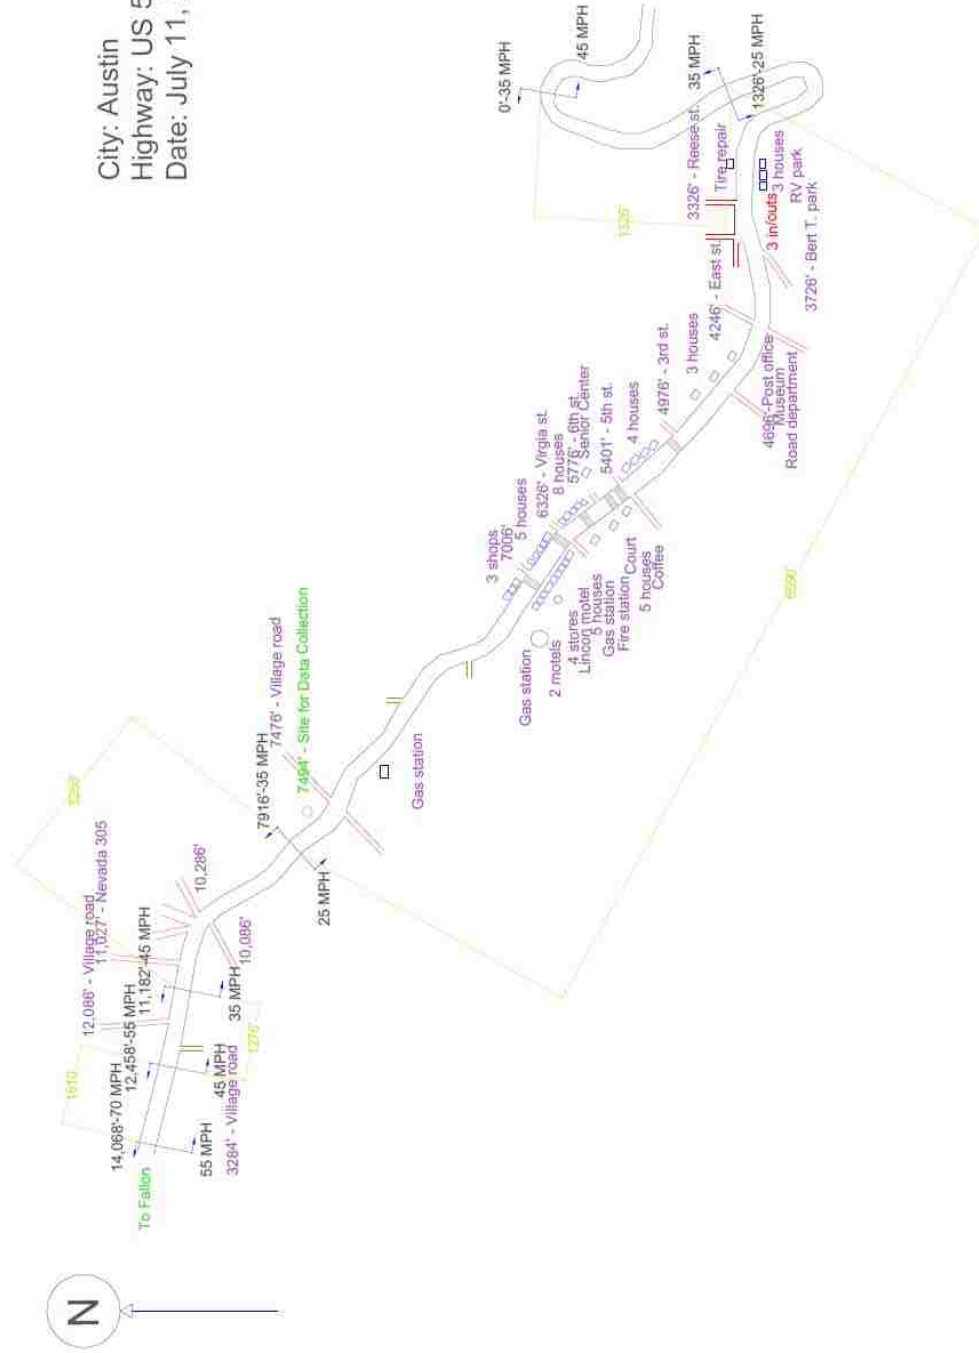 City: Austin
Highway: US 5
Date: July 11,
0'-35 MPH
45 MPH
35 MPH
1326'-25 MPH
1326'
3326' - Reese st.
Tire repair
3 houses
RV park
3 in/outs
3726' - Bert T. park
4246' - East st.
3 houses
4976' - 3rd st.
4696'-Post office
Museum
Road department
4 houses
5401' - 5th st.
Senior Center
5776' - 6th st.
8 houses
6326' - Virgia st.
5 houses
7006'
3 shops
Court
5 houses
Coffee
4 stores
Lincon motel
5 houses
Gas station
Fire station
Gas station
2 motels
6590'
7476' - Village road
7494' - Site for Data Collection
7916'-35 MPH
Gas station
25 MPH
10,286'
10,086'
11,027' - Nevada 305
12,086' - Village road
11,182'-45 MPH
35 MPH
1276'
12,458'-55 MPH
45 MPH
3284' - Village road
1610'
14,068'-70 MPH
55 MPH
To Fallon
N